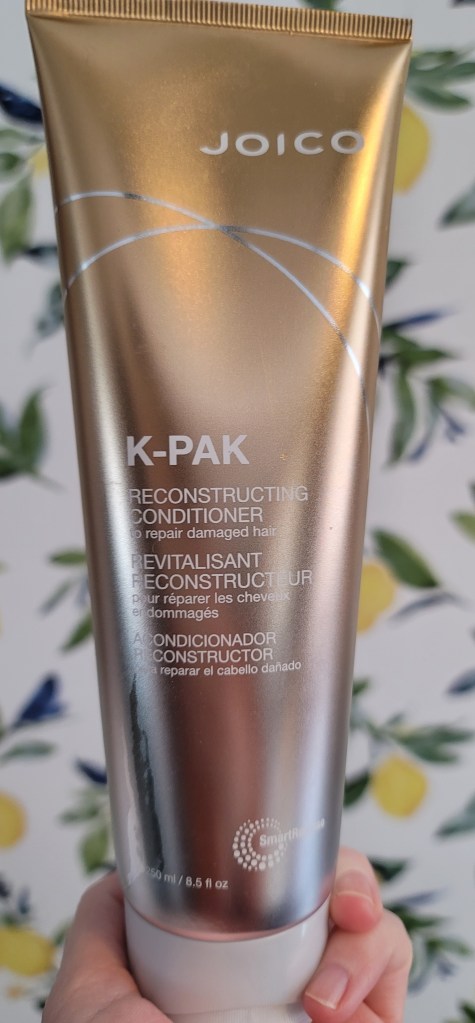 JOICO
K-PAK
RECONSTRUCTING
CONDITIONER
to repair damaged hair
REVITALISANT
RECONSTRUCTEUR
pour réparer les cheveux
endommagés
ACONDICIONADOR
RECONSTRUCTOR
para reparar el cabello dañado
250 ml / 8.5 fl oz